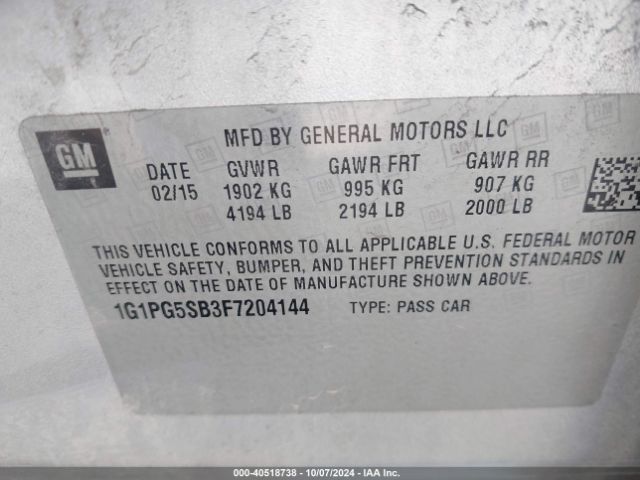 MFD BY GENERAL MOTORS LLC
GM
DATE GVWR GAWR FRT GAWR RR
02/15 1902 KG 995 KG 907 KG
4194 LB 2194 LB 2000 LB
THIS VEHICLE CONFORMS TO ALL APPLICABLE U.S. FEDERAL MOTOR
VEHICLE SAFETY, BUMPER, AND THEFT PREVENTION STANDARDS IN
EFFECT ON THE DATE OF MANUFACTURE SHOWN ABOVE.
1G1PG5SB3F7204144 TYPE: PASS CAR
000-40518738 - 10/07/2024 - IAA Inc.